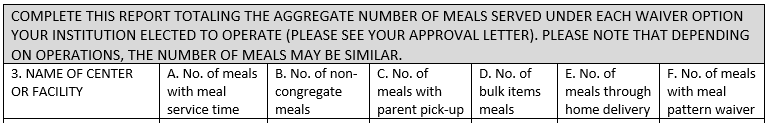 COMPLETE THIS REPORT TOTALING THE AGGREGATE NUMBER OF MEALS SERVED UNDER EACH WAIVER OPTION
YOUR INSTITUTION ELECTED TO OPERATE (PLEASE SEE YOUR APPROVAL LETTER). PLEASE NOTE THAT DEPENDING
ON OPERATIONS, THE NUMBER OF MEALS MAY BE SIMILAR.
3. NAME OF CENTER
OR FACILITY
A. No. of meals
with meal
service time
B. No. of non-
congregate
meals
C. No. of
meals with
parent pick-up
D. No. of
bulk items
meals
E. No. of
meals through
home delivery
F. No. of meals
with meal
pattern waiver